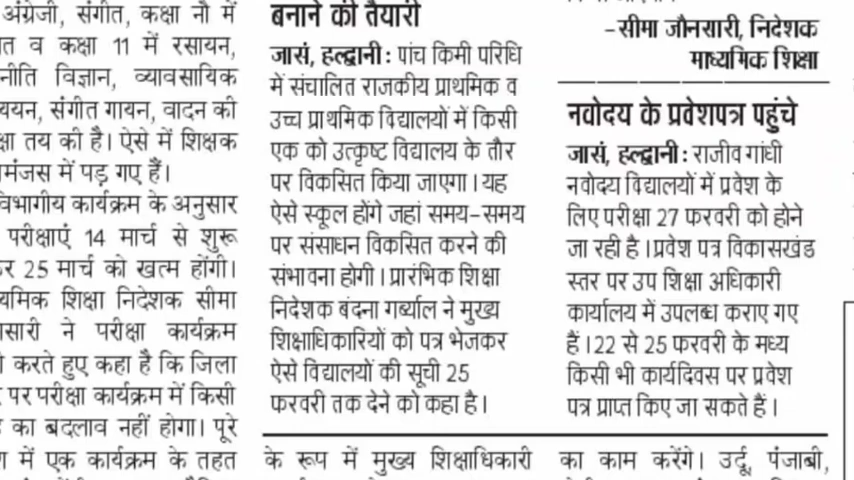 अंग्रेजी, संगीत, कक्षा नौ में
त व कक्षा 11 में रसायन,
नीति विज्ञान, व्यावसायिक
ययन, संगीत गायन, वादन की
क्षा तय की है। ऐसे में शिक्षक
मंजस में पड़ गए हैं।
विभागीय कार्यक्रम के अनुसार
परीक्षाएं 14 मार्च से शुरू
कर 25 मार्च को खत्म होंगी।
यमिक शिक्षा निदेशक सीमा
सारी ने परीक्षा कार्यक्रम
करते हुए कहा है कि जिला
पर परीक्षा कार्यक्रम में किसी
का बदलाव नहीं होगा। पूरे
में एक कार्यक्रम के तहत
बनाने की तैयारी
जासं, हल्द्वानी : पांच किमी परिधि
में संचालित राजकीय प्राथमिक व
उच्च प्राथमिक विद्यालयों में किसी
एक को उत्कृष्ट विद्यालय के तौर
पर विकसित किया जाएगा। यह
ऐसे स्कूल होंगे जहां समय-समय
पर संसाधन विकसित करने की
संभावना होगी। प्रारंभिक शिक्षा
निदेशक बंदना गर्ब्याल ने मुख्य
शिक्षाधिकारियों को पत्र भेजकर
ऐसे विद्यालयों की सूची 25
फरवरी तक देने को कहा है।
के रूप में मुख्य शिक्षाधिकारी
-सीमा जौनसारी, निदेशक
माध्यमिक शिक्षा
नवोदय के प्रवेशपत्र पहुंचे
जासं, हल्द्वानी : राजीव गांधी
नवोदय विद्यालयों में प्रवेश के
लिए परीक्षा 27 फरवरी को होने
जा रही है। प्रवेश पत्र विकासखंड
स्तर पर उप शिक्षा अधिकारी
कार्यालय में उपलब्ध कराए गए
हैं। 22 से 25 फरवरी के मध्य
किसी भी कार्यदिवस पर प्रवेश
पत्र प्राप्त किए जा सकते हैं।
का काम करेंगे। उर्दू, पंजाबी,